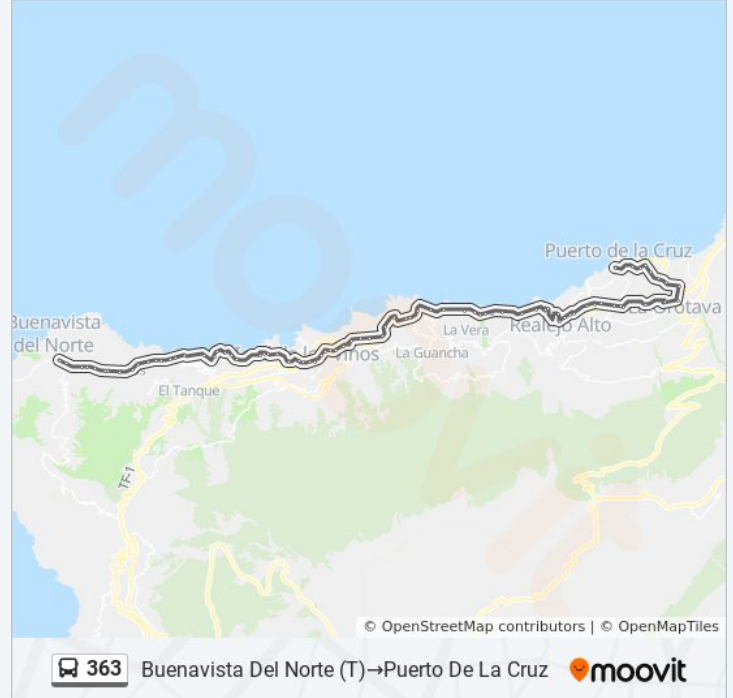 Puerto de la Cruz
Buenavista
del Norte
La Orotava
La Vera
Realejo Alto
La Guancha
El Tanque
TF-1
moovit
© OpenStreetMap contributors | © OpenMapTiles
363
Buenavista Del Norte (T)→Puerto De La Cruz
moovit